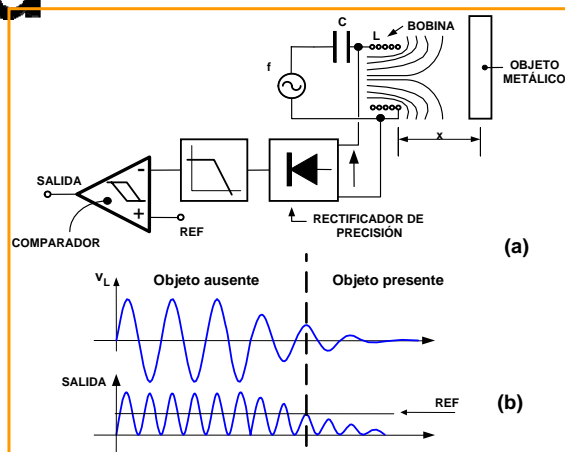 C
L
BOBINA
f
OBJETO
METÁLICO
x
SALIDA
-
+
REF
COMPARADOR
RECTIFICADOR DE
PRECISIÓN
(a)
Objeto ausente
Objeto presente
VL
SALIDA
REF
(b)